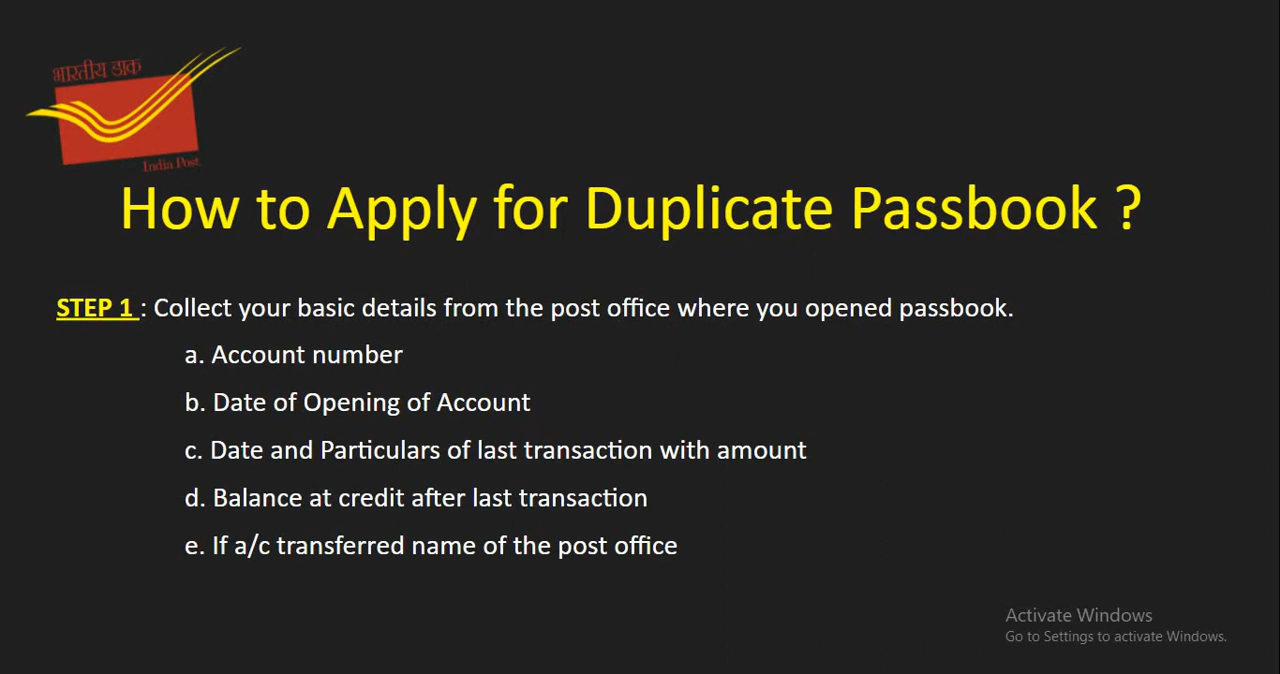 भारतीय डाक
India Post
How to Apply for Duplicate Passbook ?
STEP 1 : Collect your basic details from the post office where you opened passbook.
a. Account number
b. Date of Opening of Account
c. Date and Particulars of last transaction with amount
d. Balance at credit after last transaction
e. If a/c transferred name of the post office
Activate Windows
Go to Settings to activate Windows.